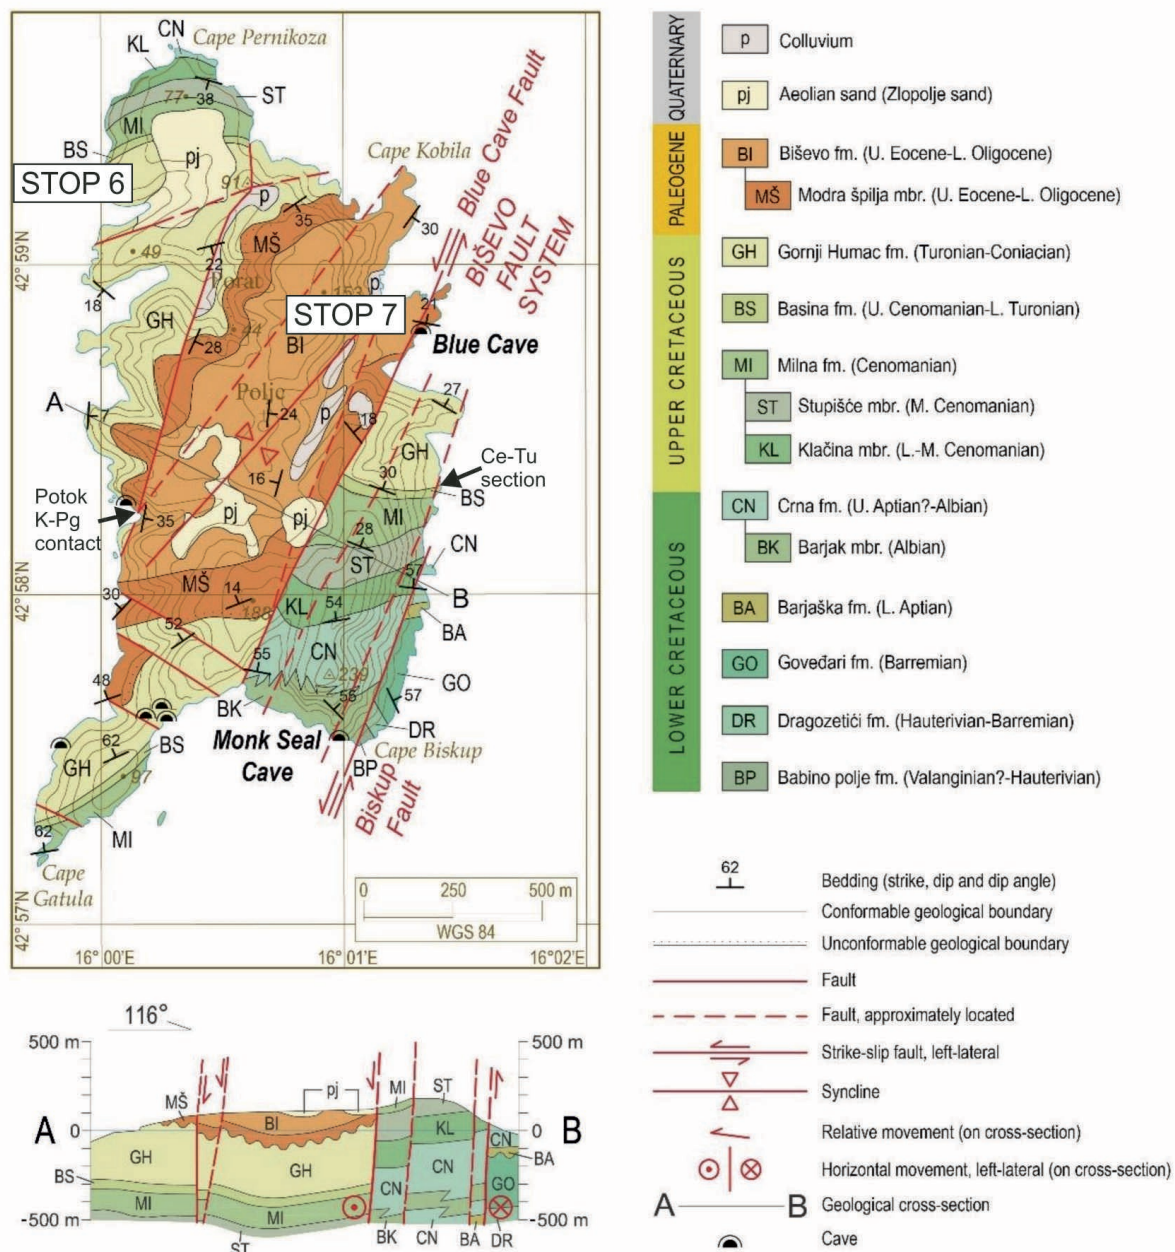 CN
Cape Pernikoza
KL
77
38
ST
MI
BS
pj
STOP 6
91
p
Cape Kobila
Blue Cave Fault
BIŠEVO
FAULT
SYSTEM
35
30
MŠ
49
22
42° 59'N
18
Porat
153
p
STOP 7
21
GH
44
28
BI
Blue Cave
A
7
Polje
24
p
18
27
GH
Ce-Tu
section
16
30
BS
Potok
K-Pg
contact
35
pj
pj
MI
28
CN
ST
57
42° 58'N
MŠ
14
30
188
KL
54
B
BA
52
CN
55
239
GO
48
BK
55
57
DR
Monk Seal
Cave
Cape Biskup
BP
Biskup
Fault
62
BS
GH
97
MI
62
Cape
Gatula
0 250 500 m
WGS 84
42° 57'N
16°00'E 16°01'E 16°02'E
QUATERNARY
p Colluvium
pj Aeolian sand (Zlopolje sand)
PALEOGENE
BI Biševo fm. (U. Eocene-L. Oligocene)
MŠ Modra špilja mbr. (U. Eocene-L. Oligocene)
UPPER CRETACEOUS
GH Gornji Humac fm. (Turonian-Coniacian)
BS Basina fm. (U. Cenomanian-L. Turonian)
MI Milna fm. (Cenomanian)
ST Stupišće mbr. (M. Cenomanian)
KL Klačina mbr. (L.-M. Cenomanian)
LOWER CRETACEOUS
CN Crna fm. (U. Aptian?-Albian)
BK Barjak mbr. (Albian)
BA Barjaška fm. (L. Aptian)
GO Goveđari fm. (Barremian)
DR Dragozetići fm. (Hauterivian-Barremian)
BP Babino polje fm. (Valanginian?-Hauterivian)
62
Bedding (strike, dip and dip angle)
Conformable geological boundary
Unconformable geological boundary
Fault
Fault, approximately located
Strike-slip fault, left-lateral
Syncline
Relative movement (on cross-section)
Horizontal movement, left-lateral (on cross-section)
A B Geological cross-section
Cave
116°
500 m 500 m
pj MI ST
MŠ
A 0 BI KL 0 B
CN
BA
GH GH CN
BS
GO
MI MI CN
-500 m -500 m
ST BK CN BA DR